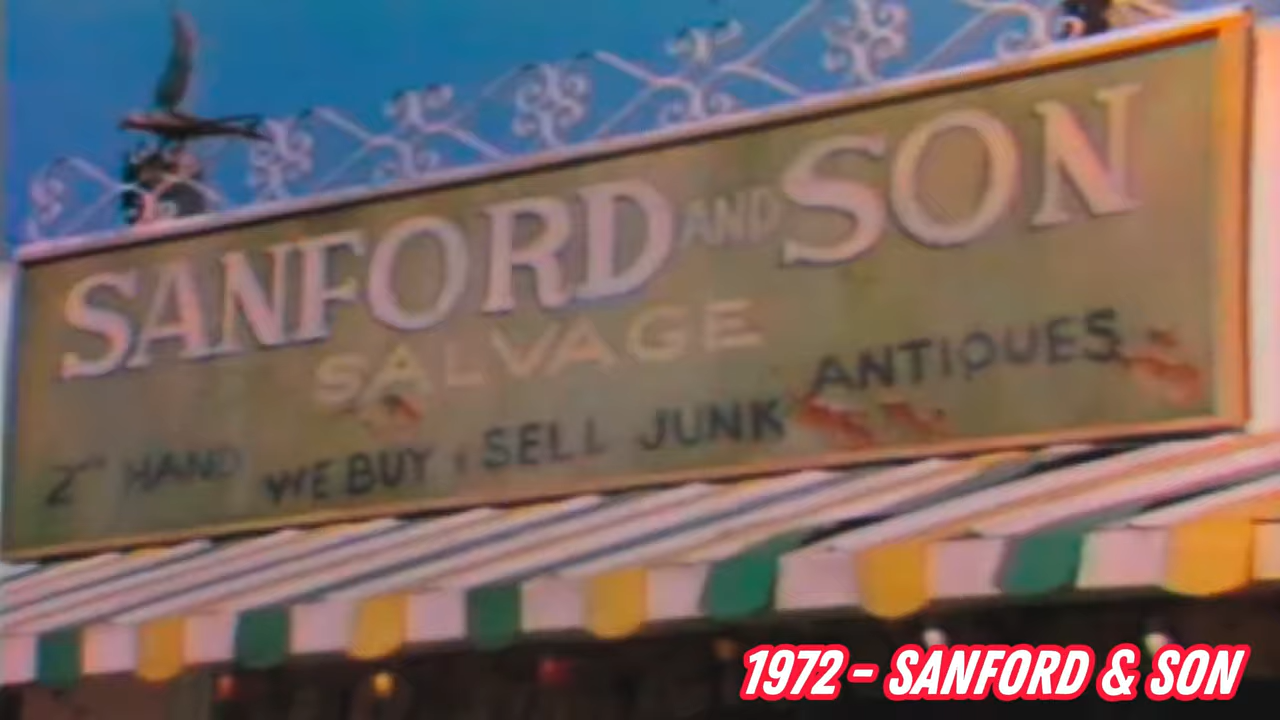 SANFORD AND SON
SALVAGE
2ND HAND WE BUY & SELL JUNK ANTIQUES
1972 - SANFORD & SON